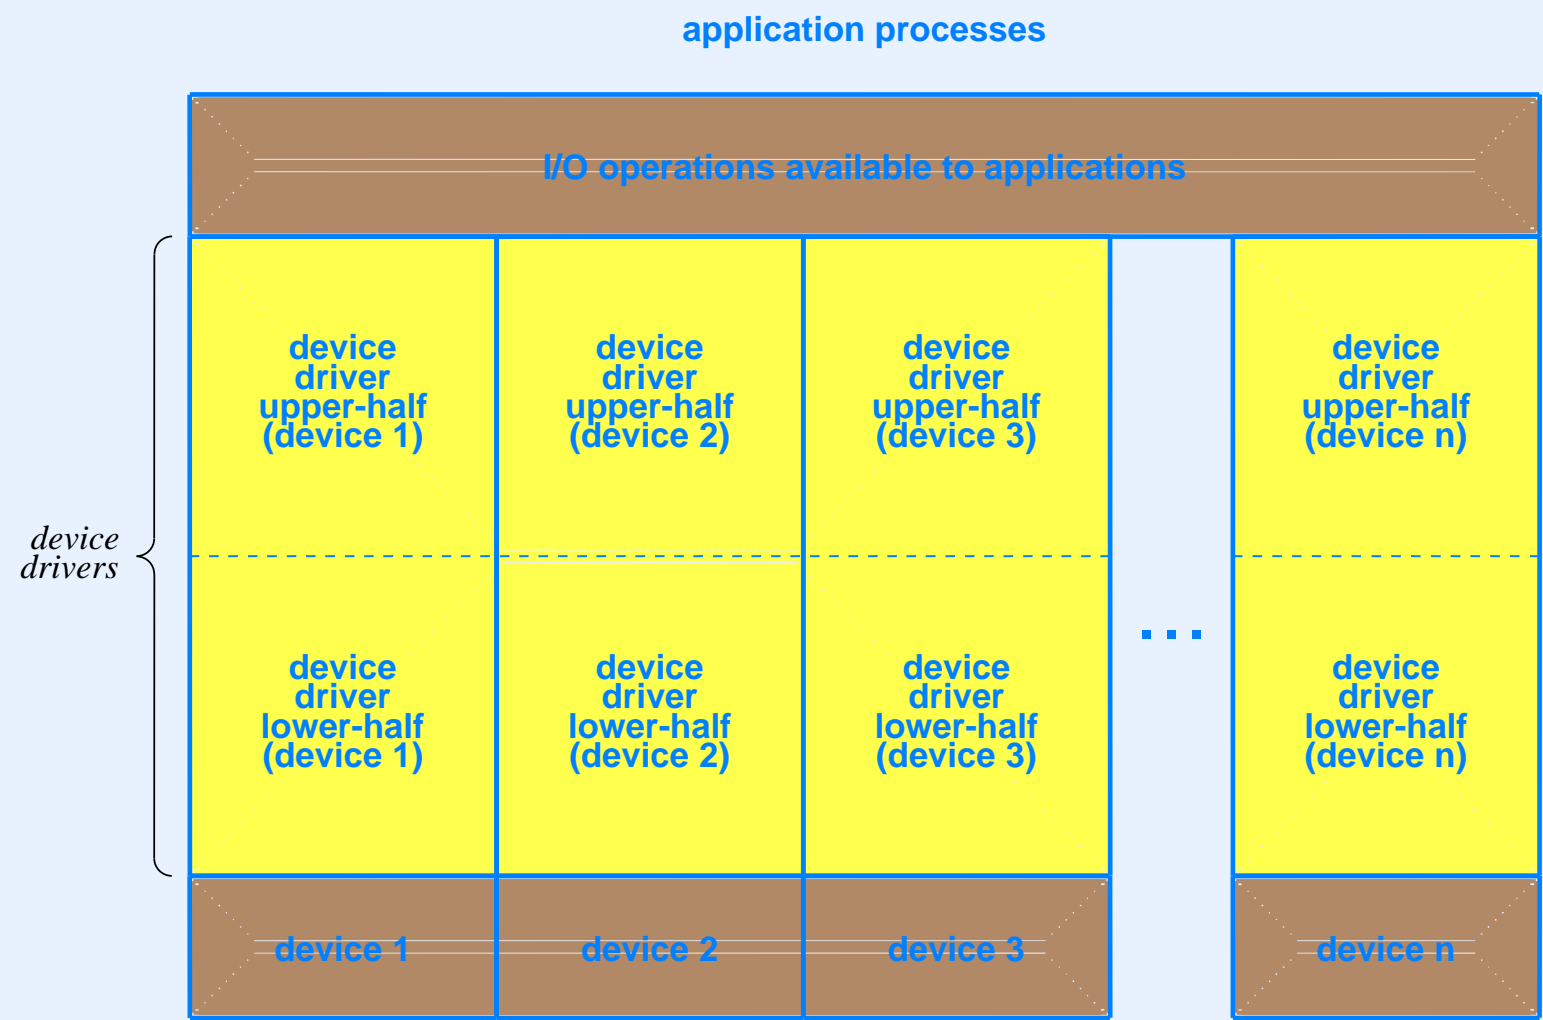 application processes
I/O operations available to applications
device
driver
upper-half
(device 1)
device
driver
upper-half
(device 2)
device
driver
upper-half
(device 3)
device
driver
upper-half
(device n)
device
drivers
. . .
device
driver
lower-half
(device 1)
device
driver
lower-half
(device 2)
device
driver
lower-half
(device 3)
device
driver
lower-half
(device n)
device 1
device 2
device 3
device n